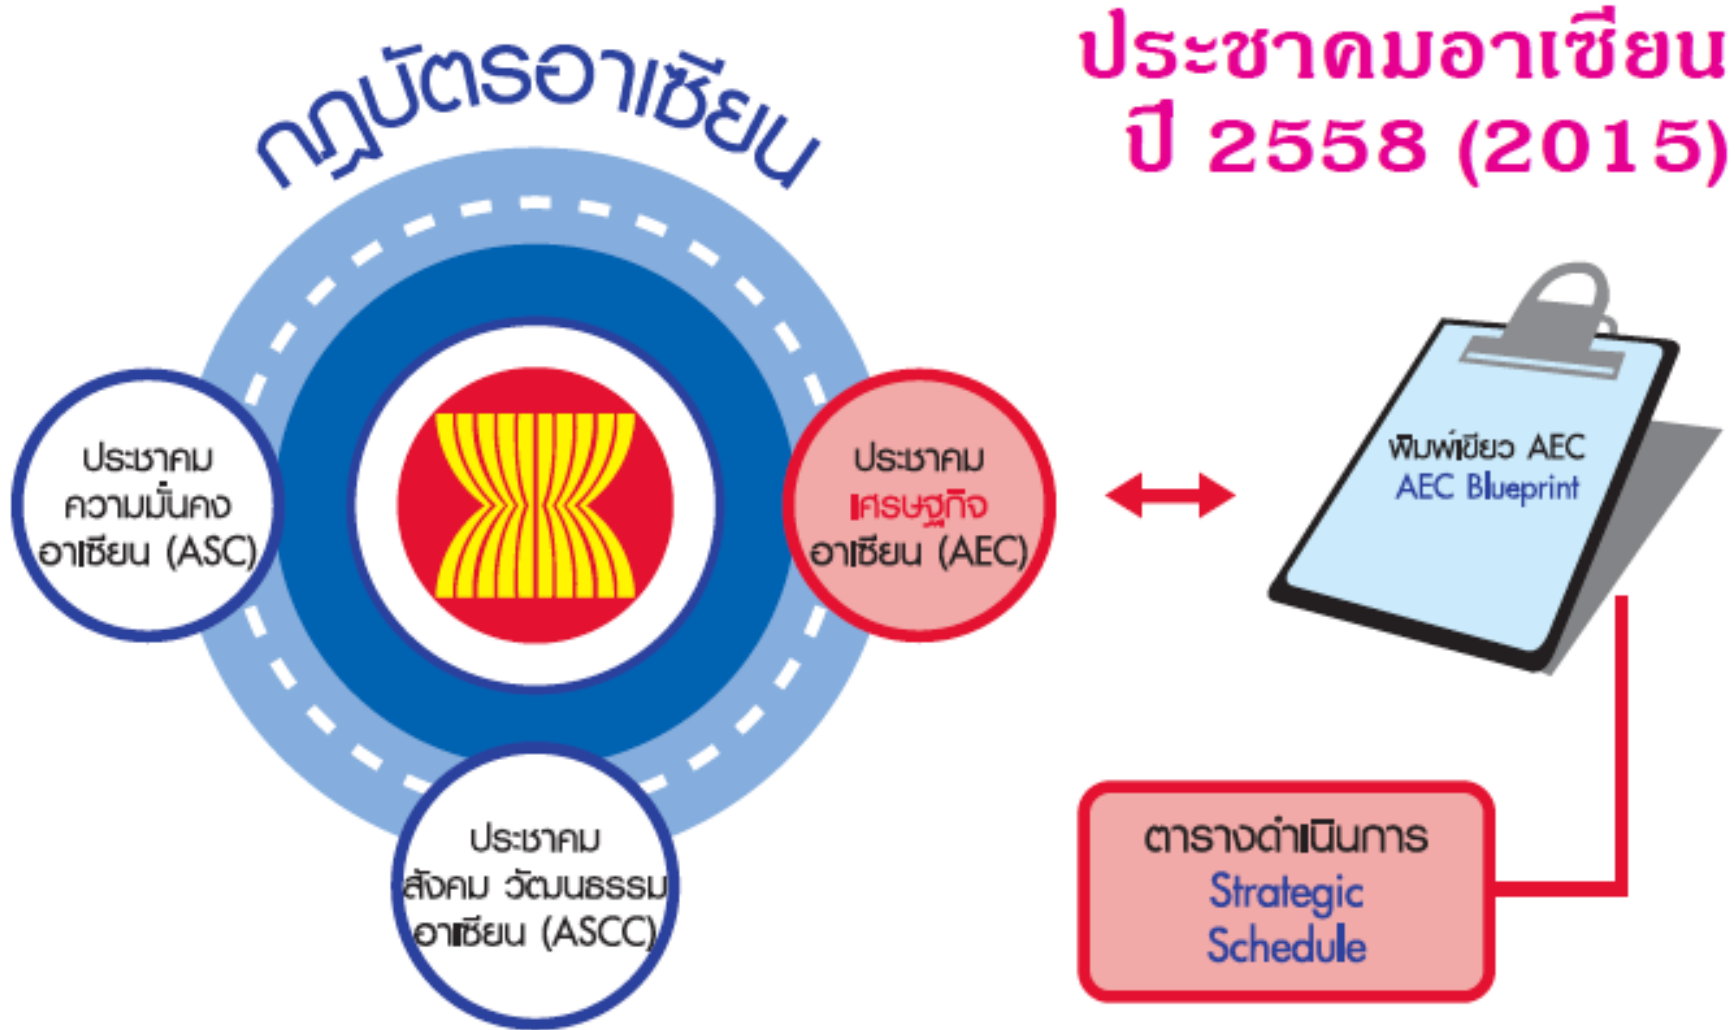 กฎบัตรอาเซียน
ประชาคมอาเซียน
ปี 2558 (2015)
ประชาคม
ความมั่นคง
อาเซียน (ASC)
ประชาคม
เศรษฐกิจ
อาเซียน (AEC)
พิมพ์เขียว AEC
AEC Blueprint
ประชาคม
สังคม วัฒนธรรม
อาเซียน (ASCC)
ตารางดำเนินการ
Strategic
Schedule